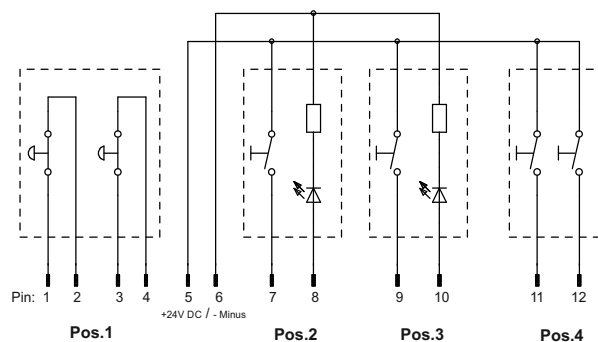 Pin: 1 2 3 4 5 6 7 8 9 10 11 12
+24V DC / - Minus
Pos.1 Pos.2 Pos.3 Pos.4